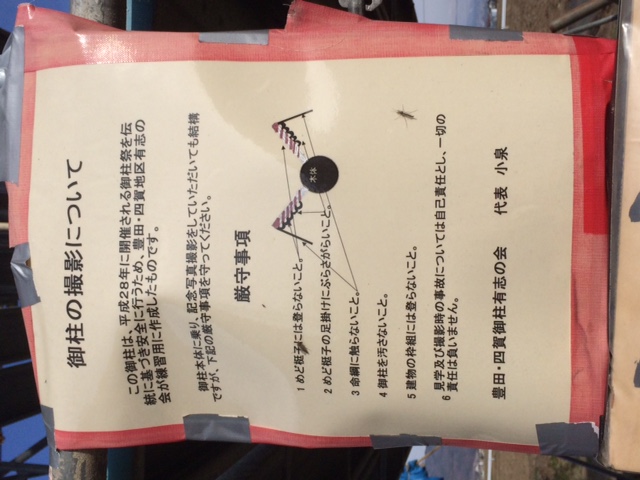 御柱の撮影について
この御柱は、平成28年に開催される御柱祭を伝
統に基づき安全に行うため、豊田・四賀地区有志の
会が練習用に作成したものです。
御柱本体に乗り、記念写真撮影をしていただいても結構
ですが、下記の厳守事項を守ってください。
厳守事項
本体
1 めど梃子には登らないこと。
2 めど梃子の足掛けにぶらさがらいこと。
3 命綱に触らないこと。
4 御柱を汚さないこと。
5 建物の枠組には登らないこと。
6 見学及び撮影時の事故については自己責任とし、一切の
責任は負いません。
豊田・四賀御柱有志の会 代表 小泉